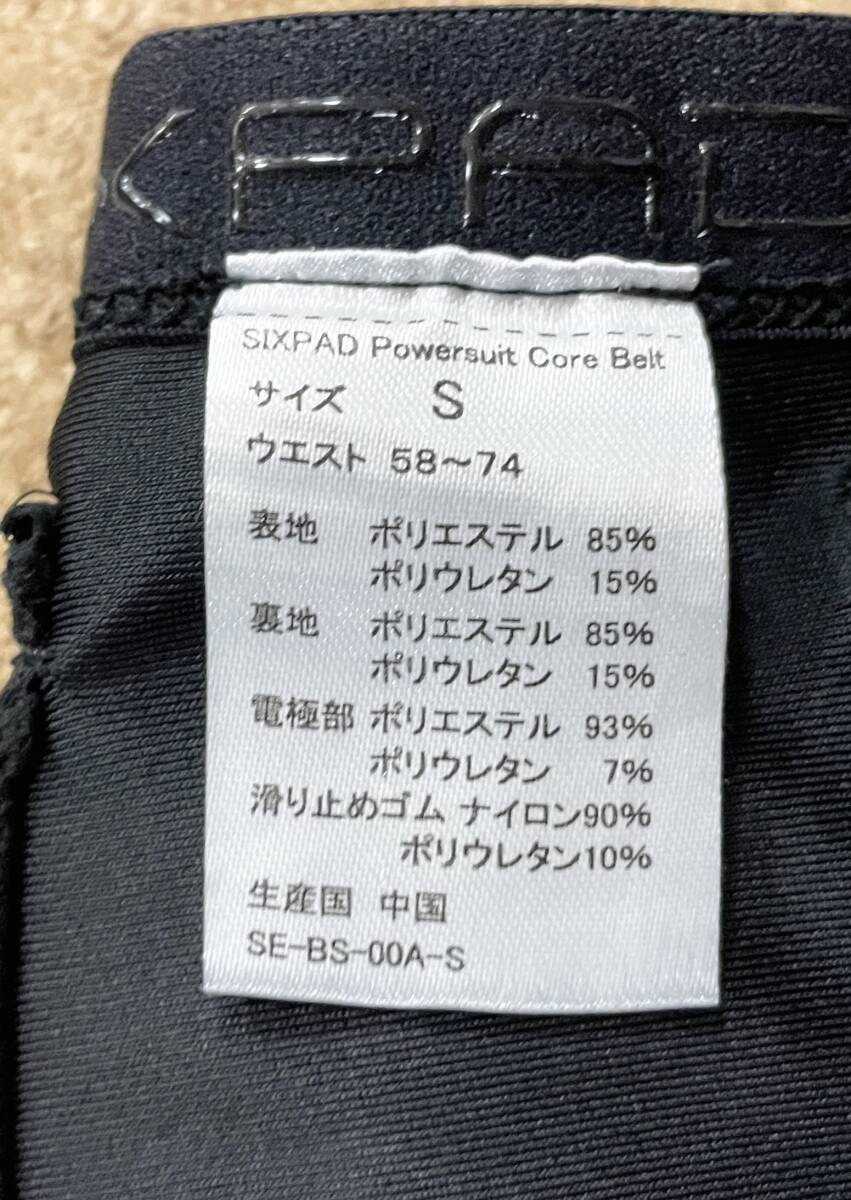 XPAD
SIXPAD Powersuit Core Belt
サイズ S
ウエスト 58～74
表地 ポリエステル 85%
ポリウレタン 15%
裏地 ポリエステル 85%
ポリウレタン 15%
電極部 ポリエステル 93%
ポリウレタン 7%
滑り止めゴム ナイロン90%
ポリウレタン10%
生産国 中国
SE-BS-00A-S